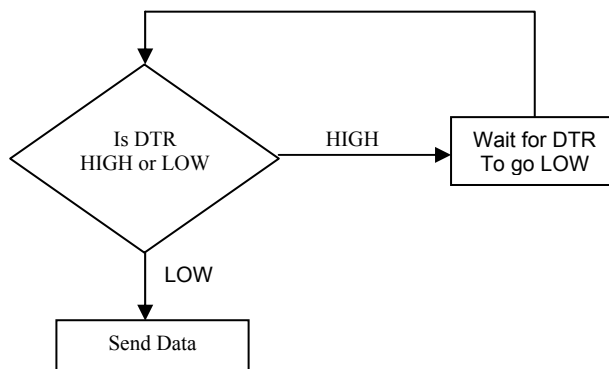 Is DTR
HIGH or LOW
HIGH
Wait for DTR
To go LOW
LOW
Send Data